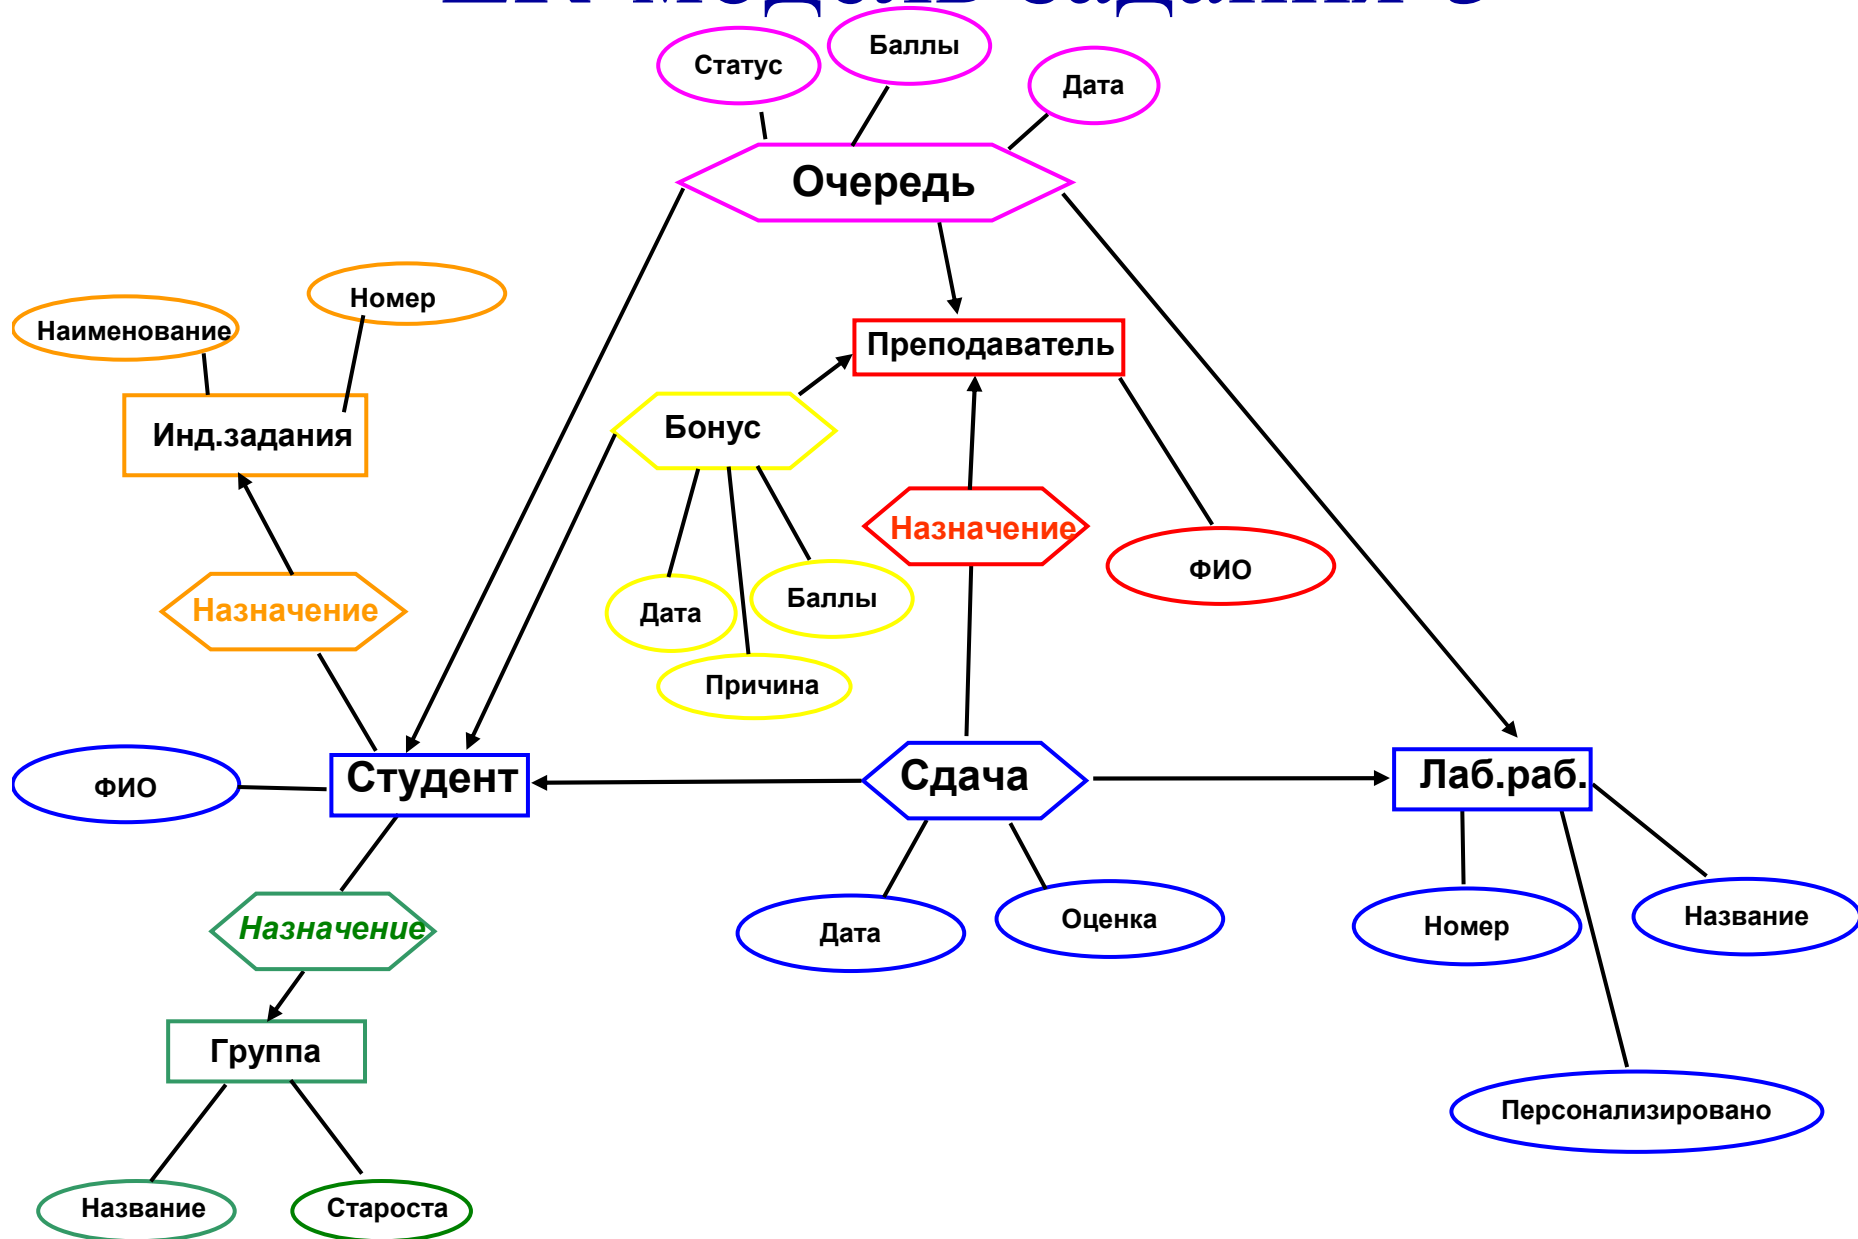 Баллы
Статус
Дата
Очередь
Номер
Наименование
Преподаватель
Бонус
Инд.задания
Назначение
ФИО
Баллы
Назначение
Дата
Причина
Студент
Сдача
Лаб.раб.
ФИО
Название
Оценка
Номер
Дата
Назначение
Группа
Персонализировано
Название
Староста